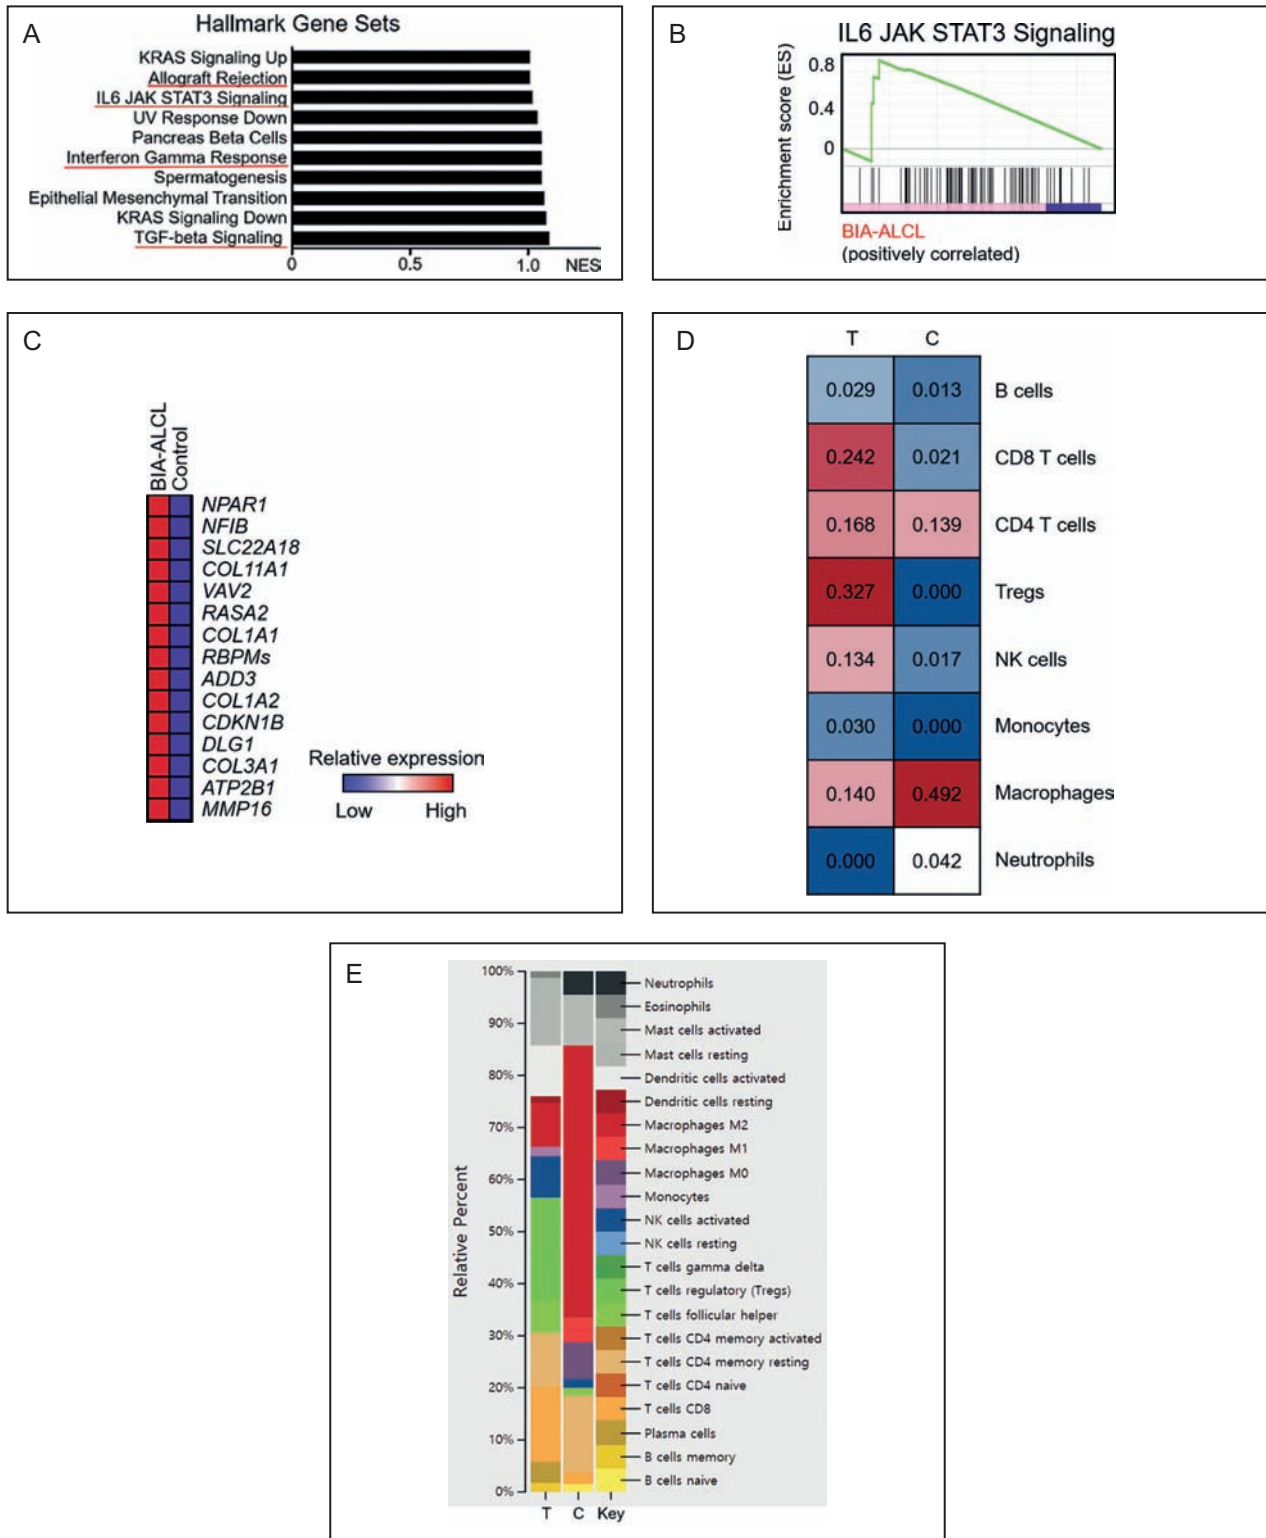 A
Hallmark Gene Sets
KRAS Signaling Up
Allograft Rejection
IL6 JAK STAT3 Signaling
UV Response Down
Pancreas Beta Cells
Interferon Gamma Response
Spermatogenesis
Epithelial Mesenchymal Transition
KRAS Signaling Down
TGF-beta Signaling
0 0.5 1.0 NES
B
IL6 JAK STAT3 Signaling
Enrichment score (ES)
0.8
0.4
0
BIA-ALCL
(positively correlated)
C
BIA-ALCL
Control
NPAR1
NFIB
SLC22A18
COL11A1
VAV2
RASA2
COL1A1
RBPMs
ADD3
COL1A2
CDKN1B
DLG1
COL3A1
ATP2B1
MMP16
Relative expression
Low High
D
T C
0.029 0.013 B cells
0.242 0.021 CD8 T cells
0.168 0.139 CD4 T cells
0.327 0.000 Tregs
0.134 0.017 NK cells
0.030 0.000 Monocytes
0.140 0.492 Macrophages
0.000 0.042 Neutrophils
E
Relative Percent
100%
90%
80%
70%
60%
50%
40%
30%
20%
10%
0%
T C Key
Neutrophils
Eosinophils
Mast cells activated
Mast cells resting
Dendritic cells activated
Dendritic cells resting
Macrophages M2
Macrophages M1
Macrophages M0
Monocytes
NK cells activated
NK cells resting
T cells gamma delta
T cells regulatory (Tregs)
T cells follicular helper
T cells CD4 memory activated
T cells CD4 memory resting
T cells CD4 naive
T cells CD8
Plasma cells
B cells memory
B cells naive